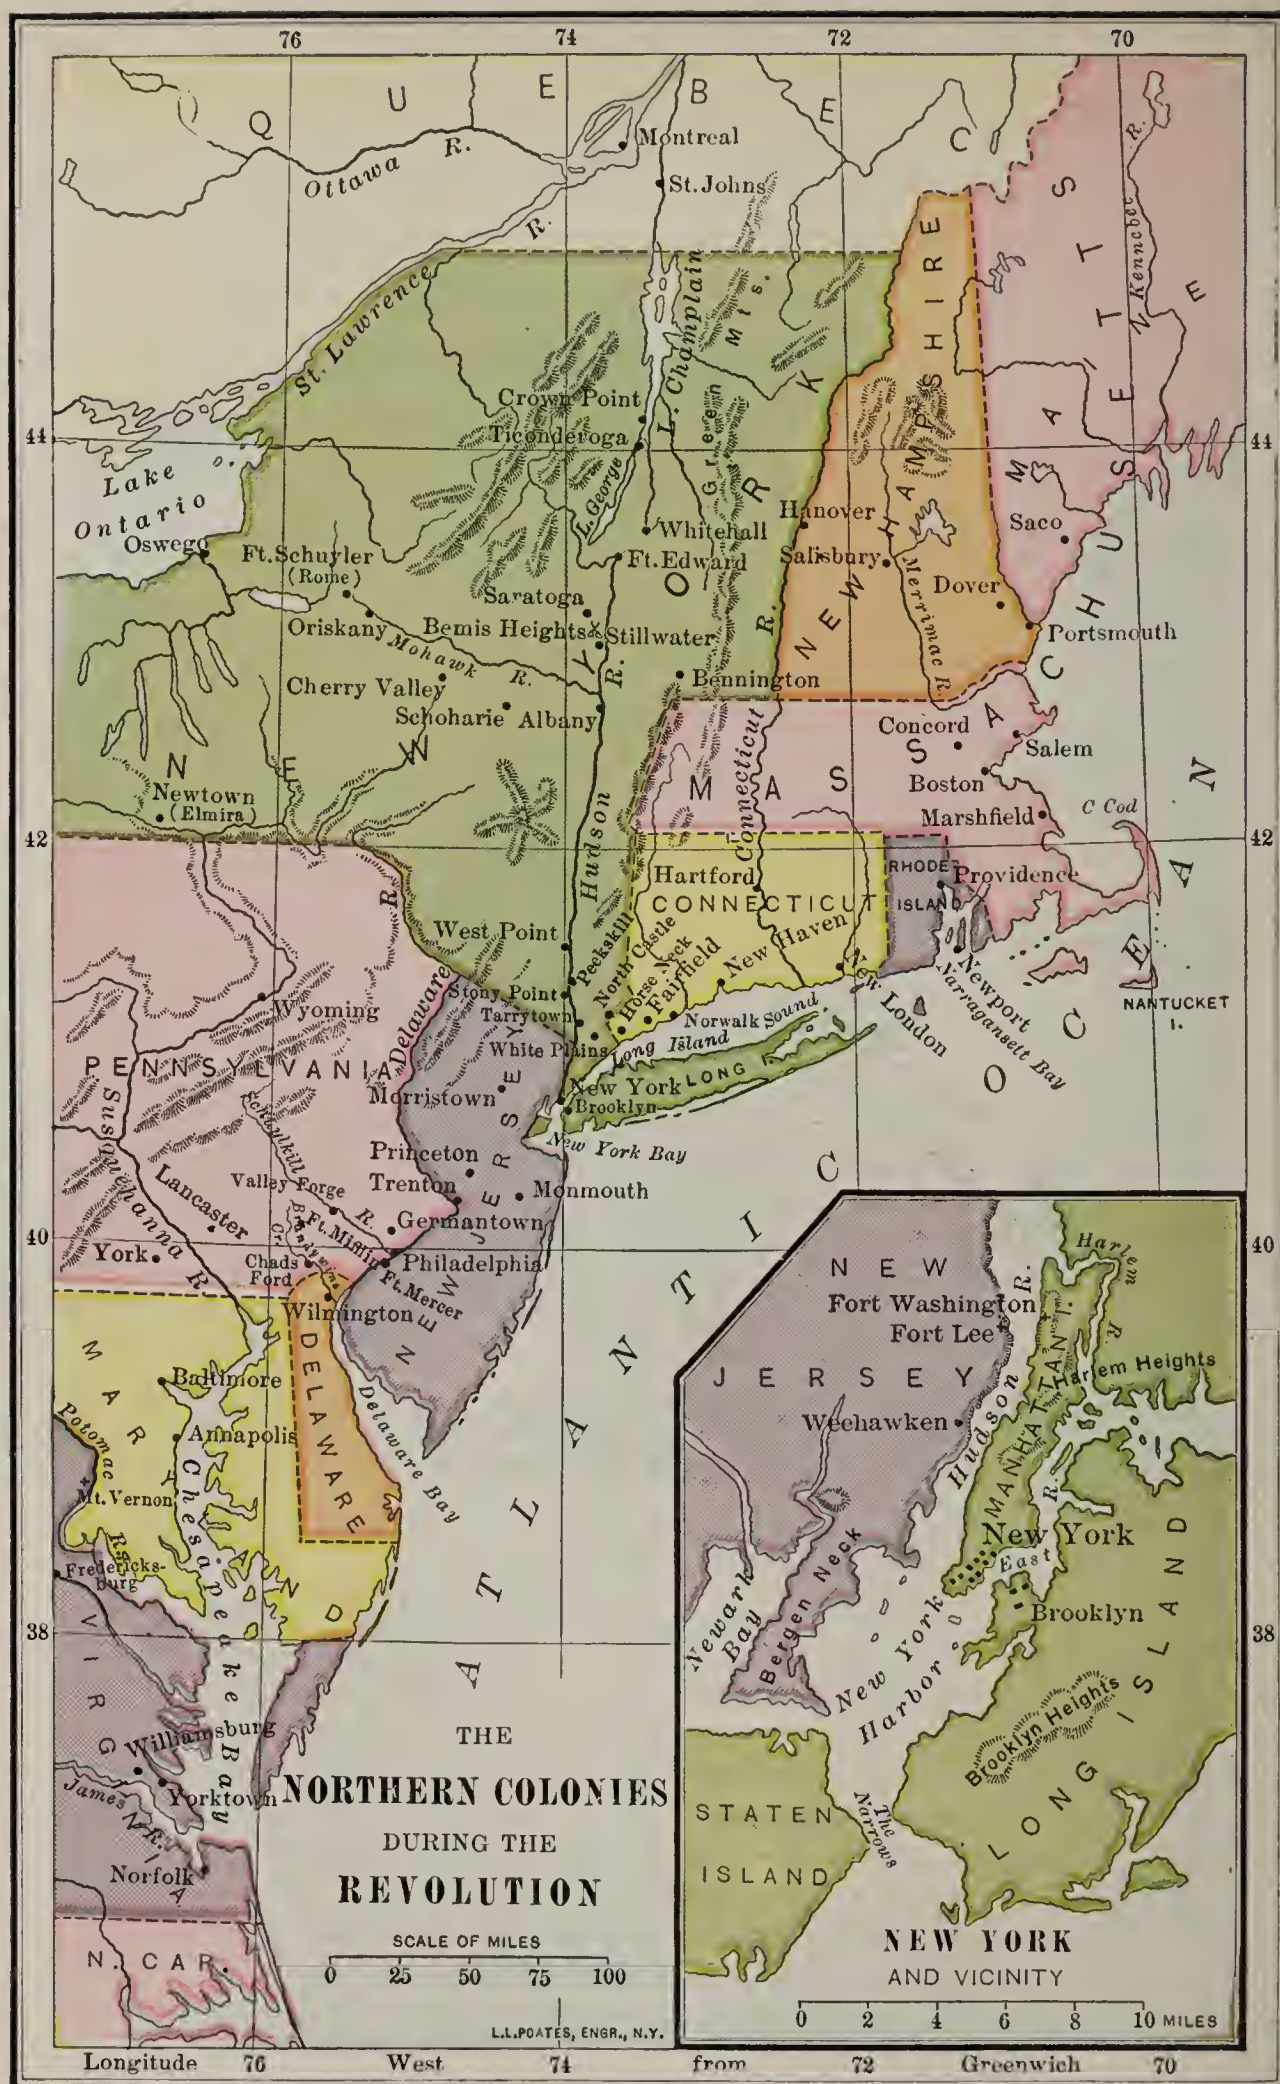 76 74 72 70
QUEBEC
Ottawa R.
Montreal
St. Johns
St. Lawrence R.
L. Champlain
Green Mts.
Kennebec R.
MAINE
MASSACHUSETTS
NEW HAMPSHIRE
Crown Point
44 44
Ticonderoga
L. George
Lake
Ontario
Oswego
Ft. Schuyler
(Rome)
Whitehall
Ft. Edward
Hanover
Salisbury
Saco
Dover
Merrimac R.
Portsmouth
Saratoga
Oriskany
Bemis Heights
Stillwater
Mohawk R.
Cherry Valley
Schoharie
Albany
Bennington
NEW YORK
Newtown
(Elmira)
Hudson R.
Connecticut R.
Concord
Salem
Boston
Marshfield
C Cod
42 42
Hartford
CONNECTICUT
RHODE
ISLAND
Providence
West Point
Peekskill
North Castle
Horse Neck
Fairfield
New Haven
New London
Newport
Narragansett Bay
NANTUCKET
I.
Stony Point
Tarrytown
White Plains
Norwalk
Long Island Sound
LONG I.
New York
Brooklyn
New York Bay
Wyoming
Delaware R.
PENNSYLVANIA
Susquehanna R.
Schuylkill R.
Morristown
NEW JERSEY
Princeton
Trenton
Monmouth
Valley Forge
Lancaster
Germantown
Ft. Mifflin
Brandywine Cr.
York
Chads
Ford
Philadelphia
Ft. Mercer
40 40
Wilmington
DELAWARE
Delaware Bay
MARYLAND
Baltimore
Annapolis
Potomac R.
Mt. Vernon
Chesapeake Bay
Fredericks-
burg
38 38
VIRGINIA
Williamsburg
Yorktown
James R.
Norfolk
N. CAR.
ATLANTIC OCEAN
THE
NORTHERN COLONIES
DURING THE
REVOLUTION
SCALE OF MILES
0 25 50 75 100
L.L.POATES, ENGR., N.Y.
NEW
JERSEY
Fort Washington
Fort Lee
Weehawken
Hudson R.
Harlem R.
Harlem Heights
MANHATTAN I.
New York
East R.
Brooklyn
Newark
Bay
Bergen Neck
New York
Harbor
Brooklyn Heights
LONG ISLAND
STATEN
ISLAND
The
Narrows
NEW YORK
AND VICINITY
0 2 4 6 8 10 MILES
Longitude 76 West 74 from 72 Greenwich 70